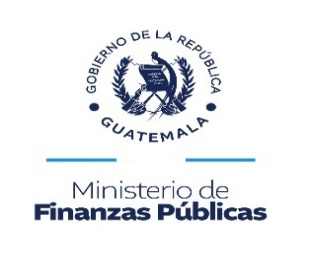 GOBIERNO DE LA REPÚBLICA
GUATEMALA
Ministerio de
Finanzas Públicas